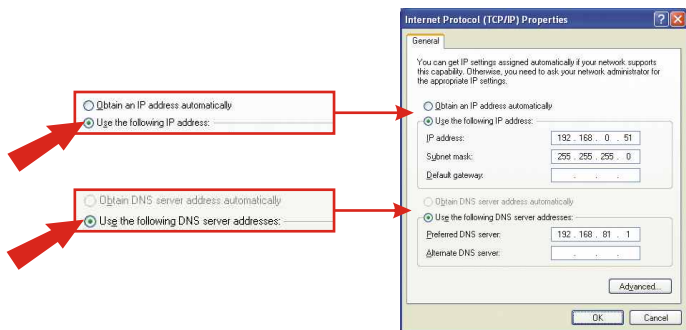 Obtain an IP address automatically
Use the following IP address:
Obtain DNS server address automatically
Use the following DNS server addresses:
Internet Protocol (TCP/IP) Properties
General
You can get IP settings assigned automatically if your network supports
this capability. Otherwise, you need to ask your network administrator for
the appropriate IP settings.
Obtain an IP address automatically
Use the following IP address:
IP address: 192 . 168 . 0 . 51
Subnet mask: 255 . 255 . 255 . 0
Default gateway: . . .
Obtain DNS server address automatically
Use the following DNS server addresses:
Preferred DNS server: 192 . 168 . 81 . 1
Alternate DNS server: . . .
Advanced...
OK Cancel